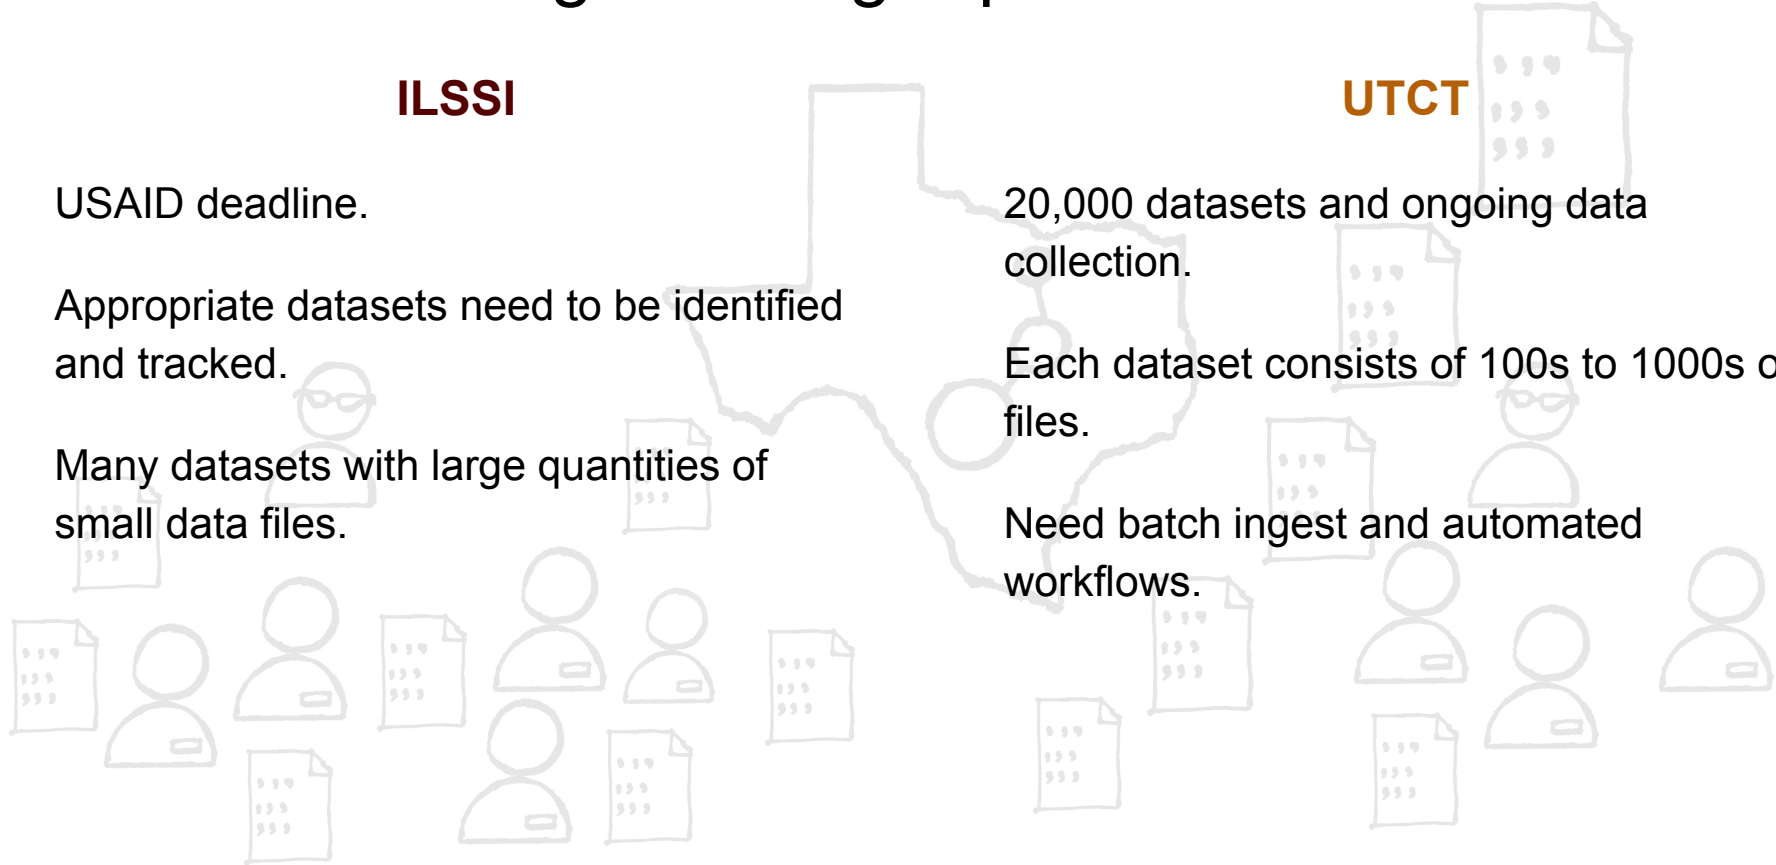 ILSSI
USAID deadline.
Appropriate datasets need to be identified
and tracked.
Many datasets with large quantities of
small data files.
UTCT
20,000 datasets and ongoing data
collection.
Each dataset consists of 100s to 1000s
files.
Need batch ingest and automated
workflows.